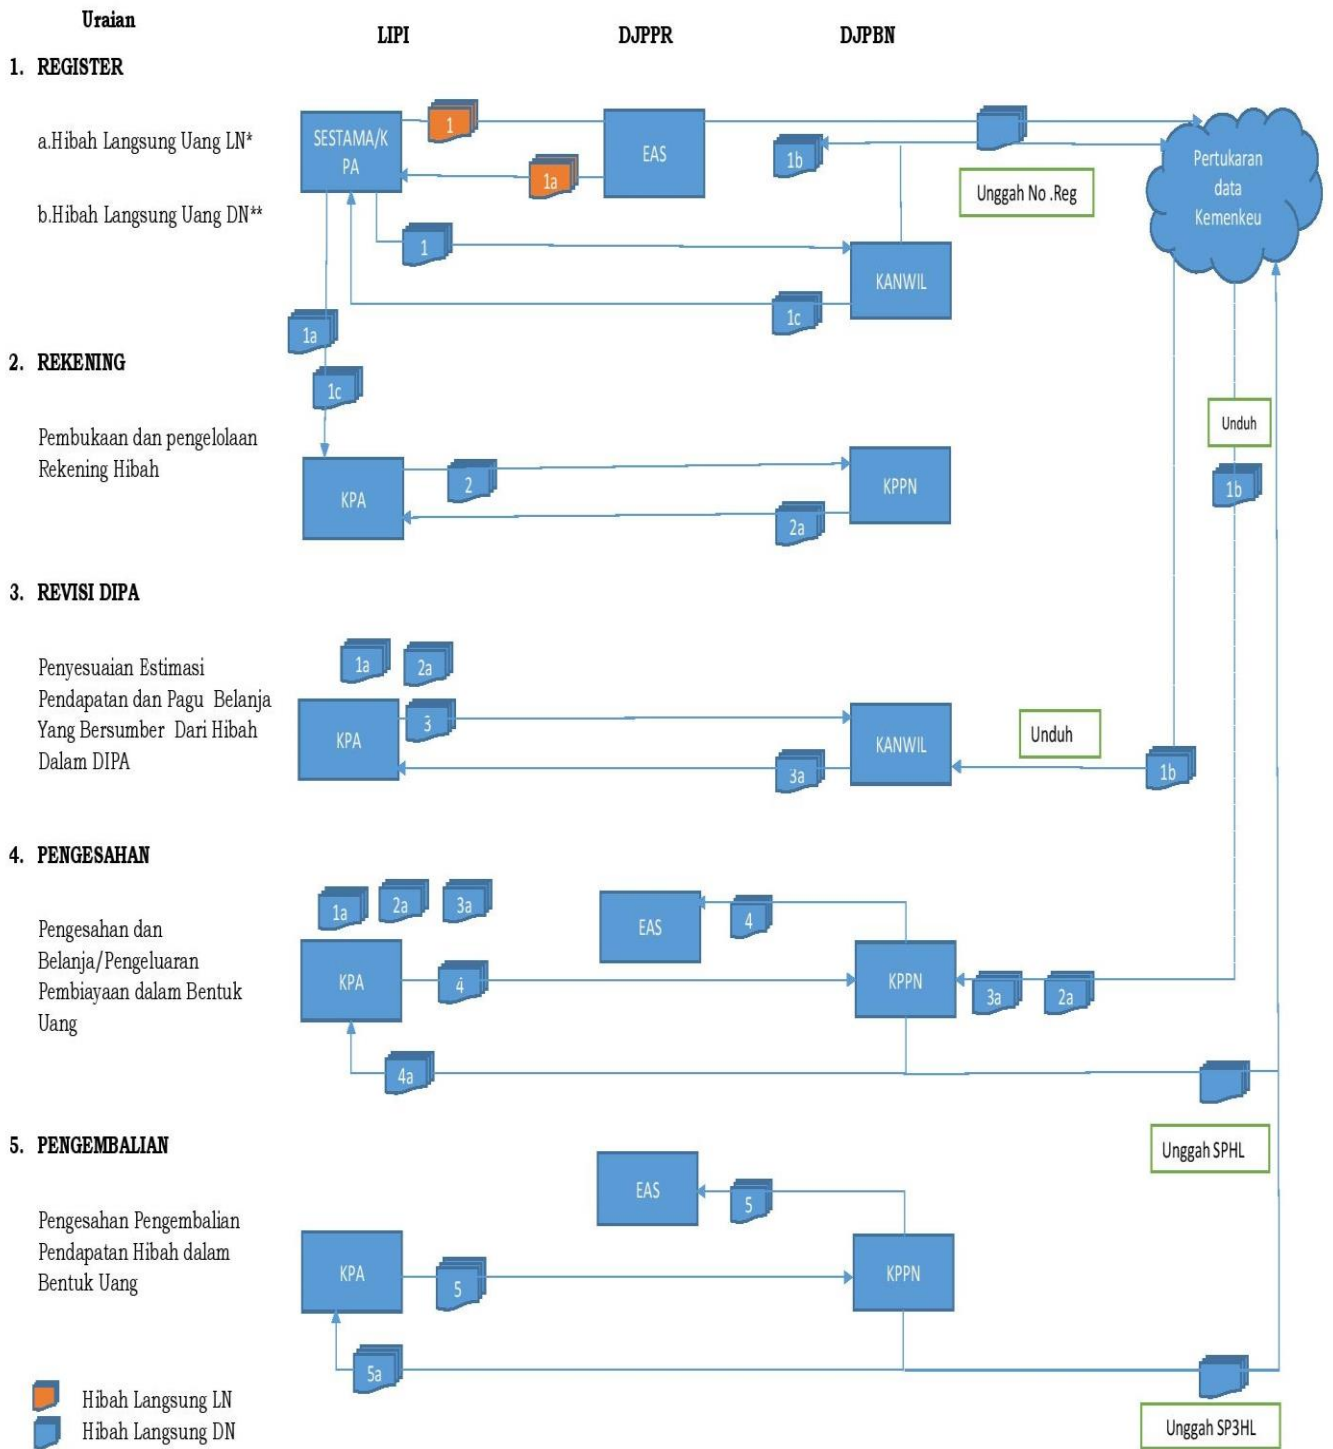 Uraian
LIPI
DJPPR
DJPBN
1. REGISTER
a.Hibah Langsung Uang LN*
b.Hibah Langsung Uang DN**
SESTAMA/K
PA
1
1a
EAS
1b
Unggah No .Reg
Pertukaran
data
Kemenkeu
1
KANWIL
1c
1a
1c
2. REKENING
Pembukaan dan pengelolaan
Rekening Hibah
KPA
2
2a
KPPN
Unduh
1b
3. REVISI DIPA
Penyesuaian Estimasi
Pendapatan dan Pagu Belanja
Yang Bersumber Dari Hibah
Dalam DIPA
1a
2a
KPA
3
3a
KANWIL
Unduh
1b
4. PENGESAHAN
Pengesahan dan
Belanja/Pengeluaran
Pembiayaan dalam Bentuk
Uang
1a
2a
3a
KPA
4
EAS
4
KPPN
3a
2a
4a
Unggah SPHL
5. PENGEMBALIAN
Pengesahan Pengembalian
Pendapatan Hibah dalam
Bentuk Uang
EAS
5
KPA
5
KPPN
5a
Unggah SP3HL
Hibah Langsung LN
Hibah Langsung DN